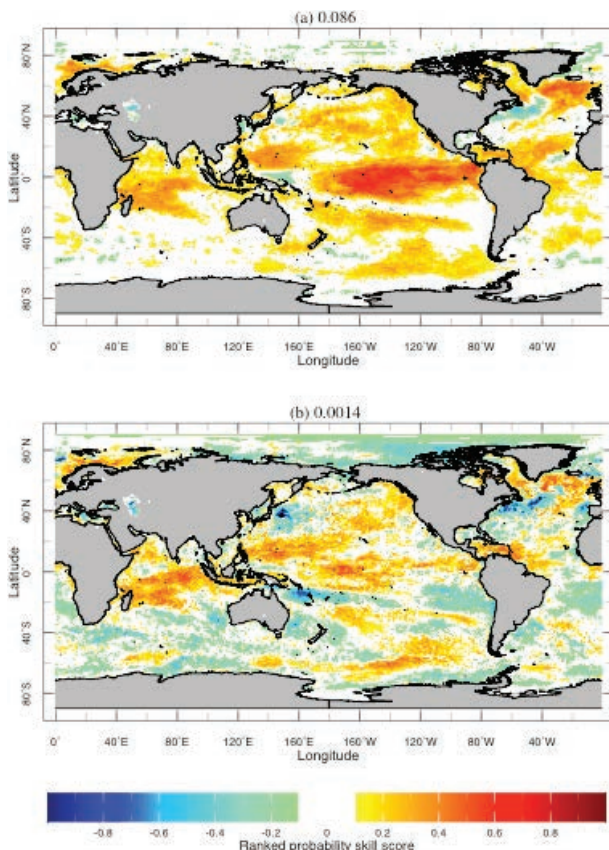 (a) 0.086
80°N
40°N
0
40°S
80°S
Latitude
0° 40°E 80°E 120°E 160°E 160°W 120°W 80°W 40°W
Longitude
(b) 0.0014
80°N
40°N
0
40°S
80°S
Latitude
0° 40°E 80°E 120°E 160°E 160°W 120°W 80°W 40°W
Longitude
-0.8 -0.6 -0.4 -0.2 0 0.2 0.4 0.6 0.8
Ranked probability skill score